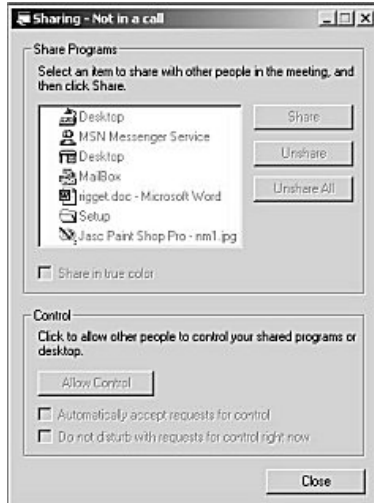 Sharing - Not in a call
Share Programs
Select an item to share with other people in the meeting, and
then click Share.
Desktop
MSN Messenger Service
Desktop
MailBox
rigget.doc - Microsoft Word
Setup
Jasc Paint Shop Pro - nm1.jpg
Share
Unshare
Unshare All
Share in true color
Control
Click to allow other people to control your shared programs or
desktop.
Allow Control
Automatically accept requests for control
Do not disturb with requests for control right now
Close